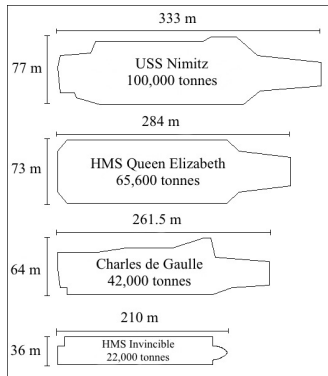 333 m
77 m
USS Nimitz
100,000 tonnes
284 m
73 m
HMS Queen Elizabeth
65,600 tonnes
261.5 m
64 m
Charles de Gaulle
42,000 tonnes
210 m
36 m
HMS Invincible
22,000 tonnes